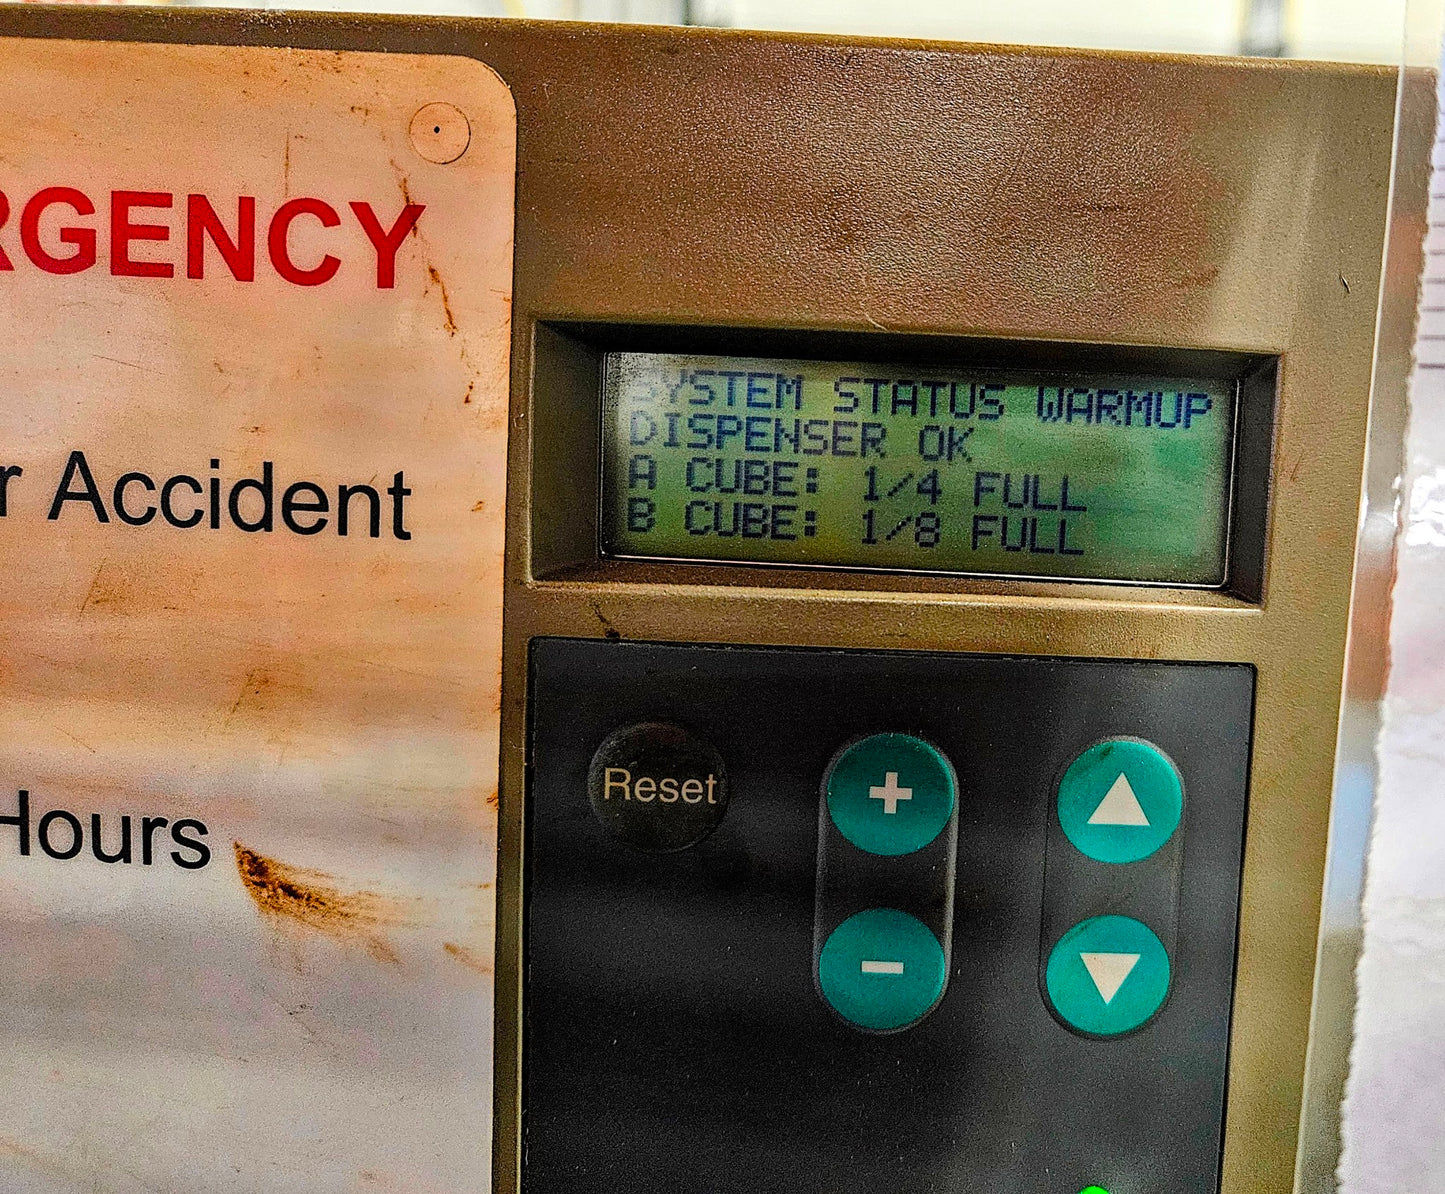 RGENCY
r Accident
Hours
SYSTEM STATUS WARMUP
DISPENSER OK
A CUBE: 1/4 FULL
B CUBE: 1/8 FULL
Reset
+
-